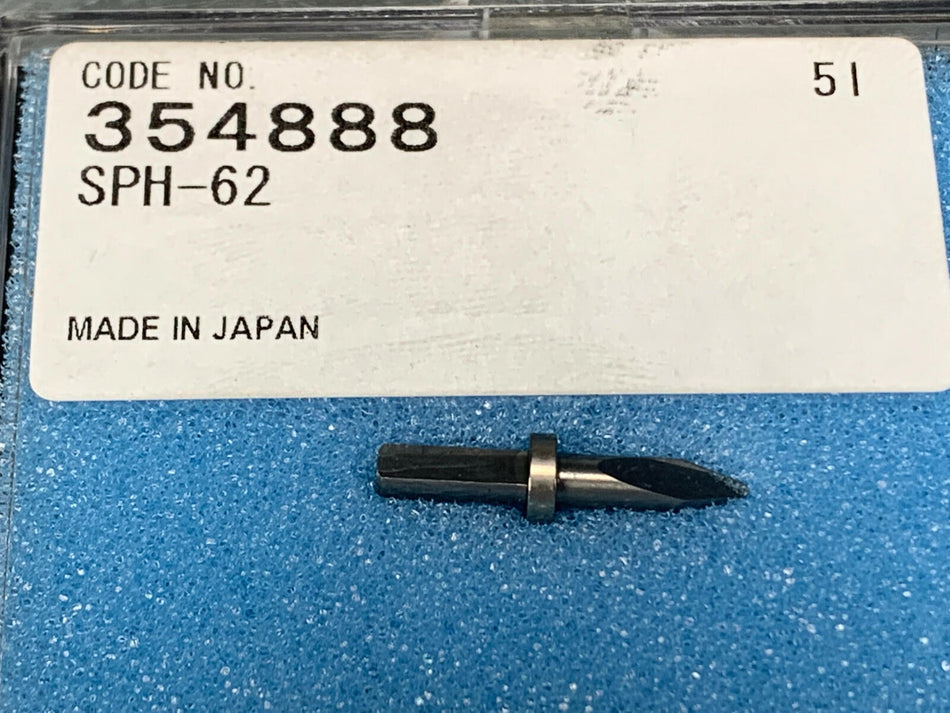 CODE NO.
51
354888
SPH-62
MADE IN JAPAN